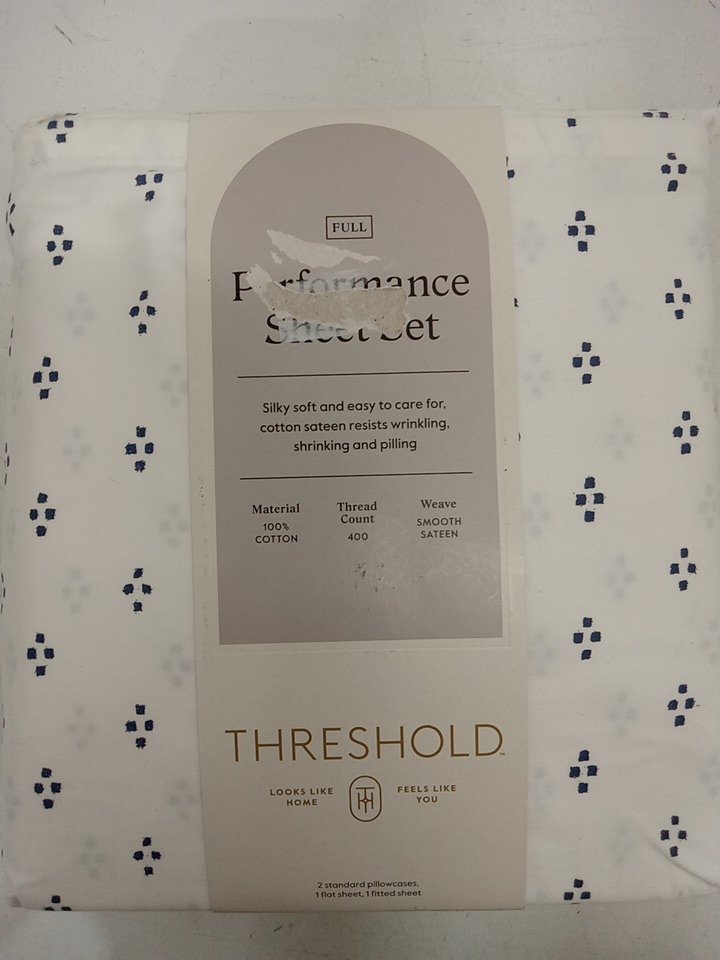 FULL
Performance
Sheet Set
Silky soft and easy to care for,
cotton sateen resists wrinkling,
shrinking and pilling
Material
100%
COTTON
Thread
Count
400
Weave
SMOOTH
SATEEN
THRESHOLD™
LOOKS LIKE
HOME
FEELS LIKE
YOU
2 standard pillowcases,
1 flat sheet, 1 fitted sheet